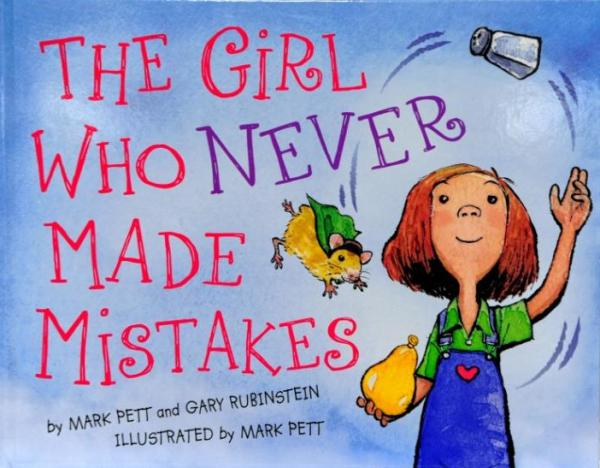 THE GiRL
WHO NEVER
MADE
MiSTAKES
by MARK PETT and GARY RUBINSTEIN
ILLUSTRATED by MARK PETT